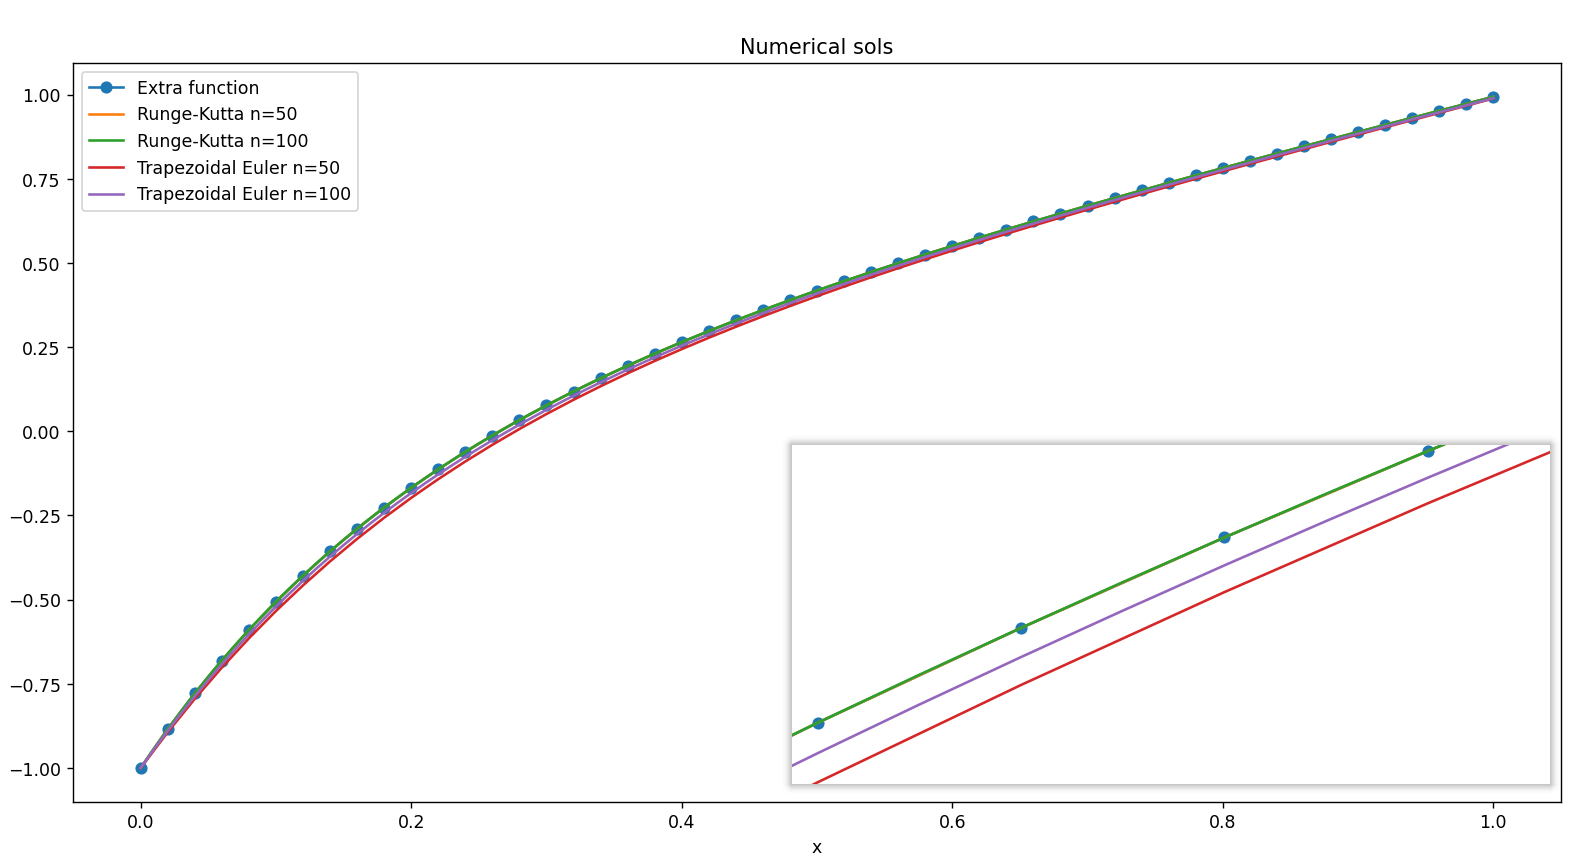 Numerical sols
Extra function
Runge-Kutta n=50
Runge-Kutta n=100
Trapezoidal Euler n=50
Trapezoidal Euler n=100
1.00
0.75
0.50
0.25
0.00
−0.25
−0.50
−0.75
−1.00
0.0 0.2 0.4 0.6 0.8 1.0
x